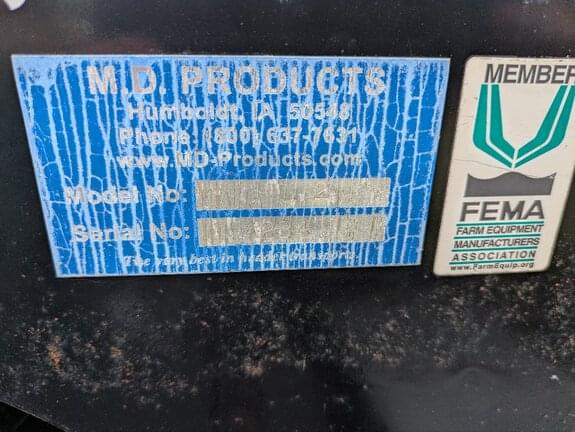 M.D. PRODUCTS
Humboldt, IA 50548
Phone: (800) 637-7631
www.MD-Products.com
Model No:
Serial No:
The very best in header transports.
MEMBER
FEMA
FARM EQUIPMENT
MANUFACTURERS
ASSOCIATION
www.FarmEquip.org